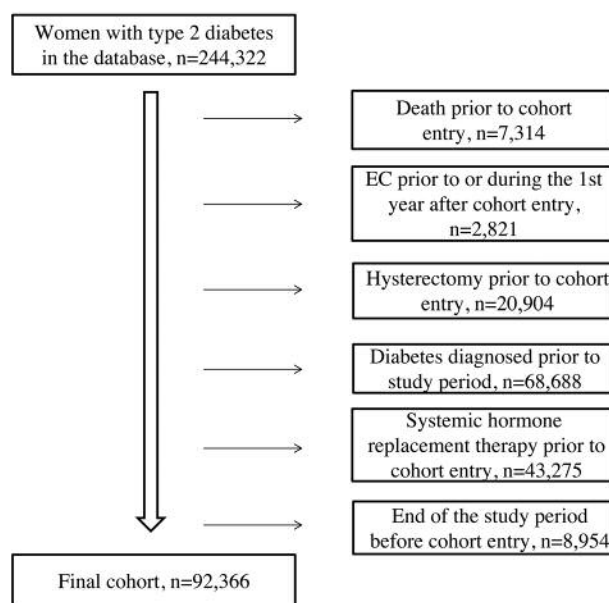 Women with type 2 diabetes
in the database, n=244,322
Death prior to cohort
entry, n=7,314
EC prior to or during the 1st
year after cohort entry,
n=2,821
Hysterectomy prior to cohort
entry, n=20,904
Diabetes diagnosed prior to
study period, n=68,688
Systemic hormone
replacement therapy prior to
cohort entry, n=43,275
End of the study period
before cohort entry, n=8,954
Final cohort, n=92,366